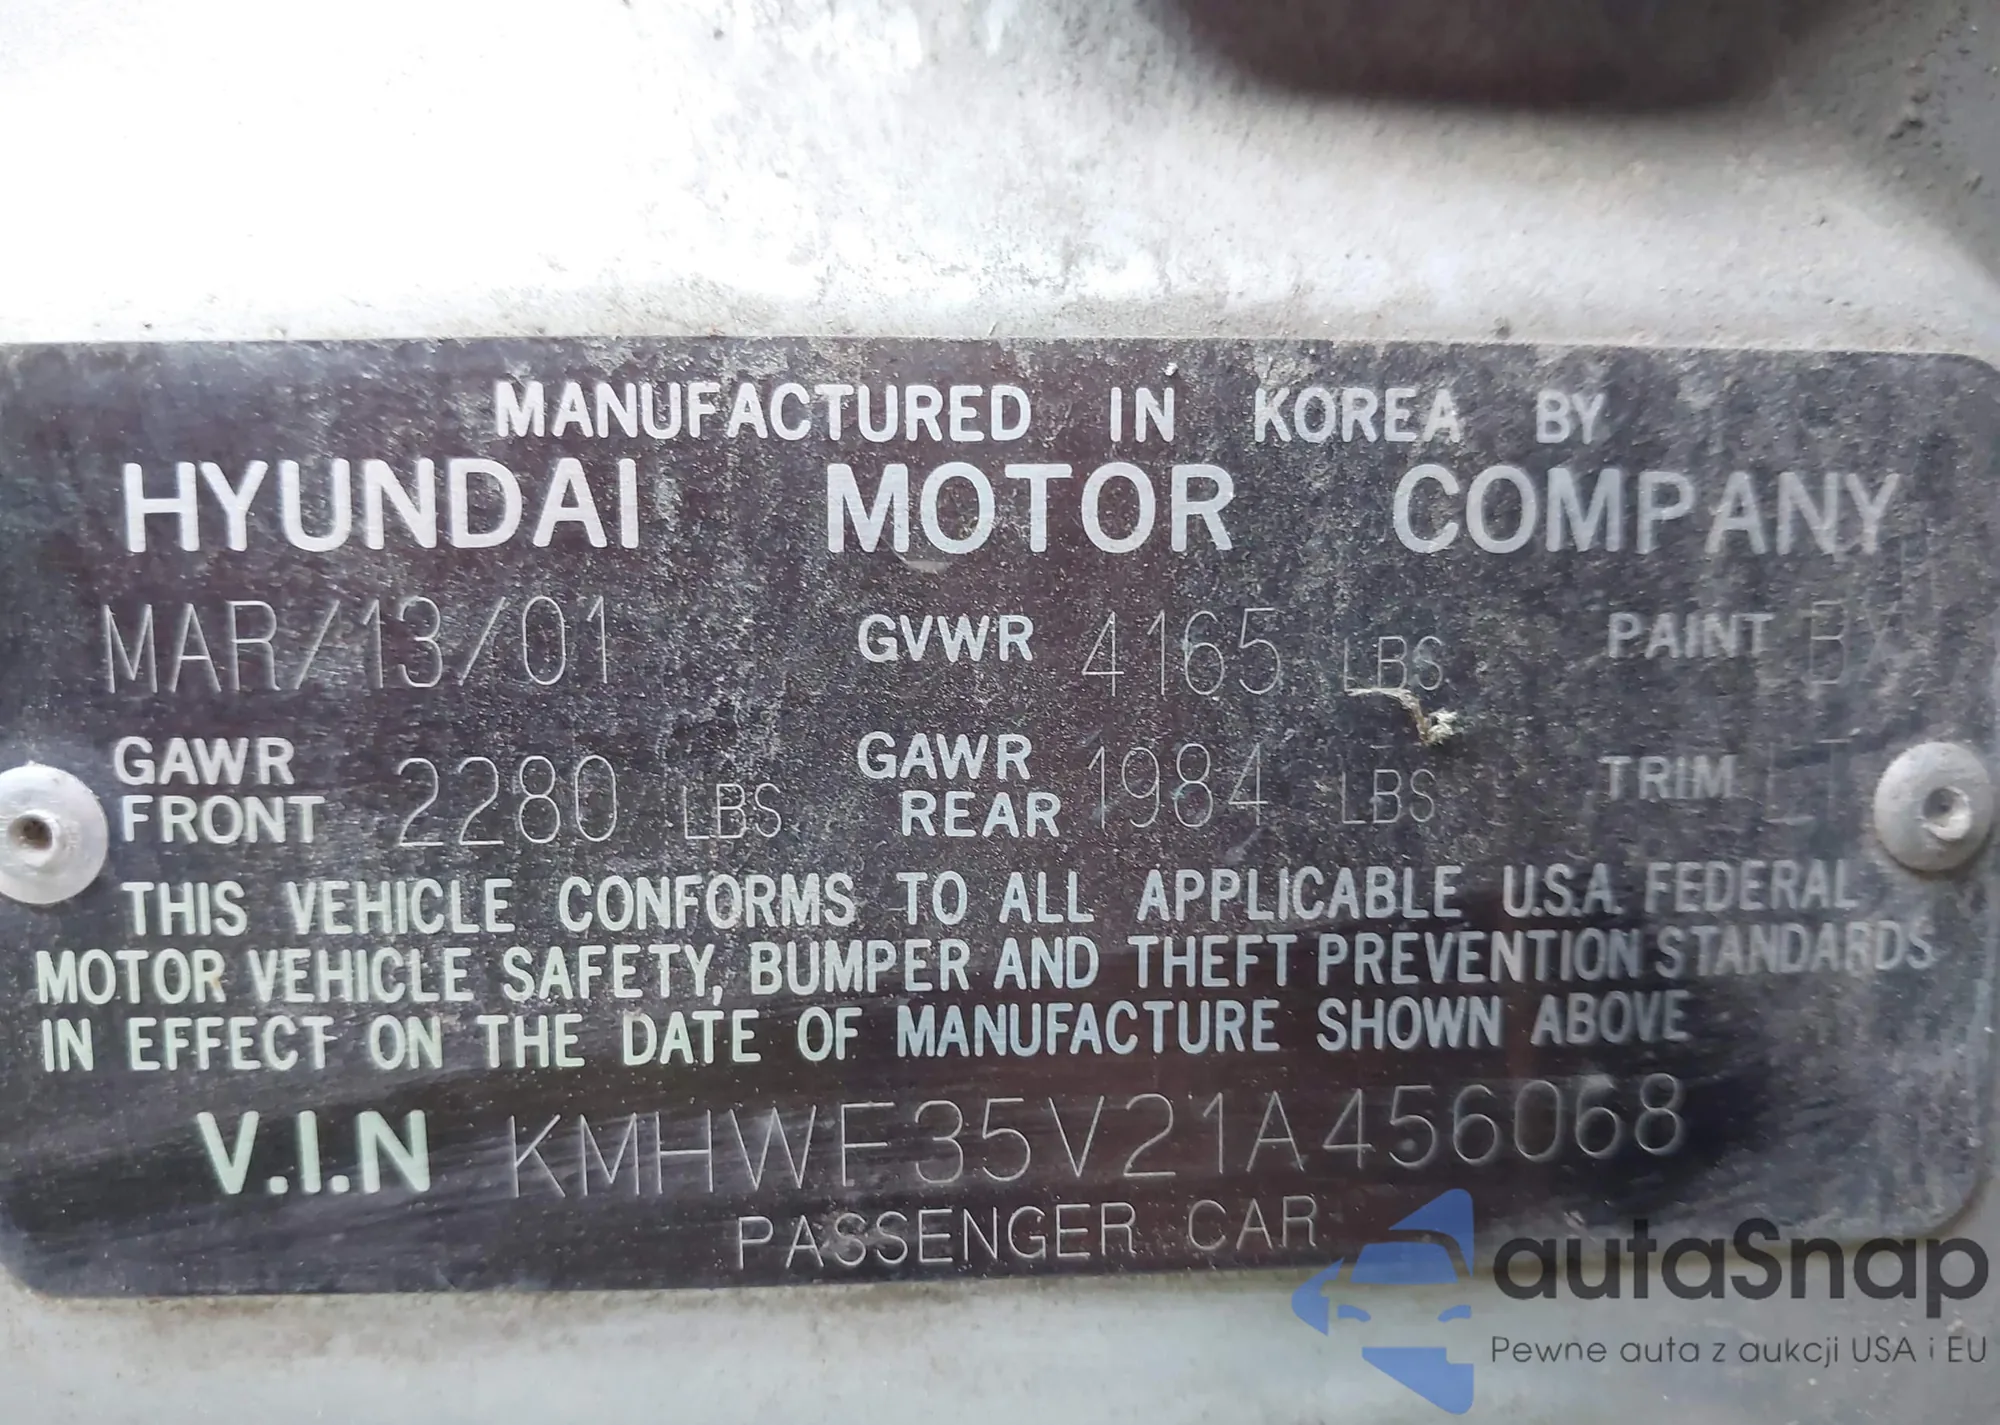 MANUFACTURED IN KOREA BY
HYUNDAI MOTOR COMPANY
MAR/13/01 GVWR 4165 LBS PAINT BX
GAWR FRONT 2280 LBS GAWR REAR 1984 LBS TRIM LT
THIS VEHICLE CONFORMS TO ALL APPLICABLE U.S.A. FEDERAL
MOTOR VEHICLE SAFETY, BUMPER AND THEFT PREVENTION STANDARDS
IN EFFECT ON THE DATE OF MANUFACTURE SHOWN ABOVE
V.I.N KMHWF35V21A456068
PASSENGER CAR
autaSnap
Pewne auta z aukcji USA i EU